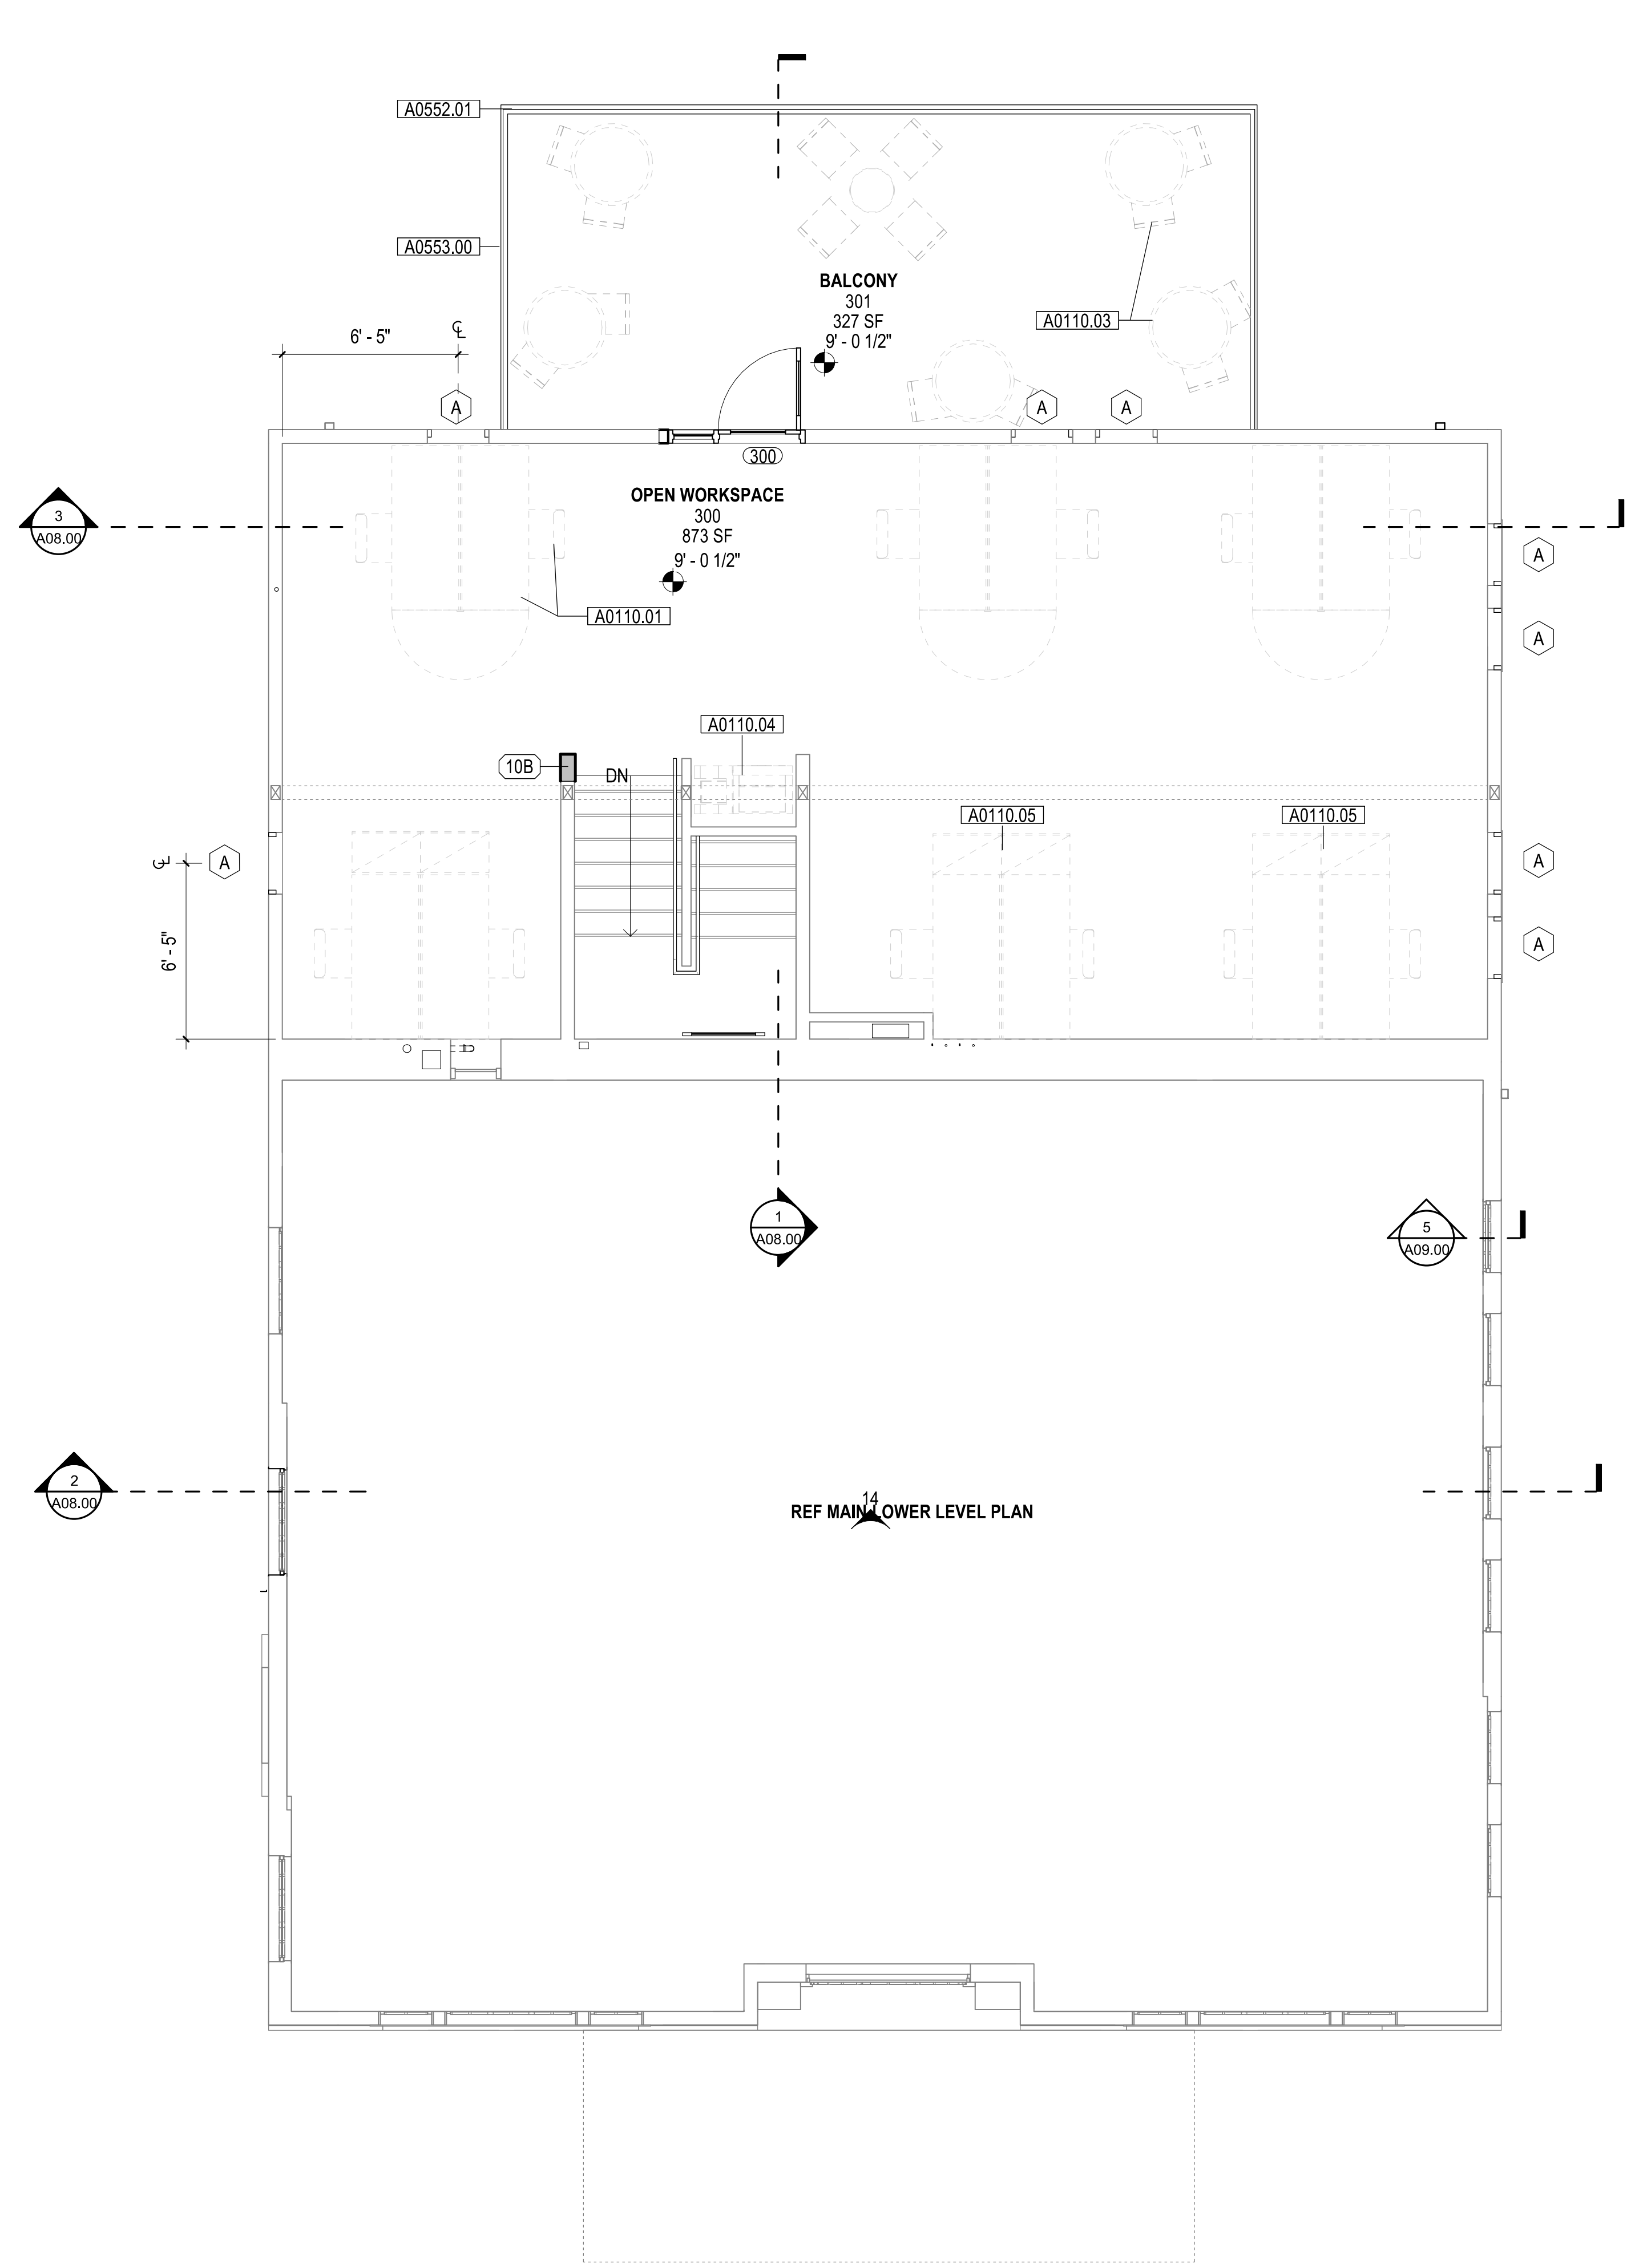 A0552.01
A0553.00
BALCONY
301
327 SF
9' - 0 1/2"
A0110.03
6' - 5"
CL
A
A
A
300
OPEN WORKSPACE
300
873 SF
9' - 0 1/2"
3
A08.00
A
A0110.01
A
A0110.04
10B
DN
A0110.05
A0110.05
CL
A
A
6' - 5"
A
1
A08.00
5
A09.00
2
A08.00
14
REF MAIN LOWER LEVEL PLAN